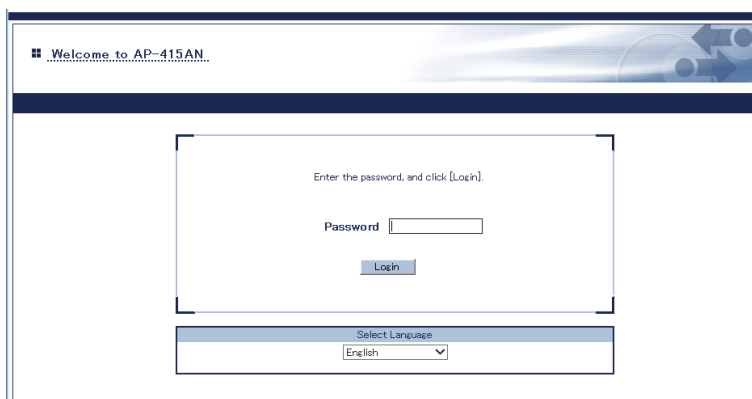 Welcome to AP-415AN
Enter the password, and click [Login].
Password
Login
Select Language
English